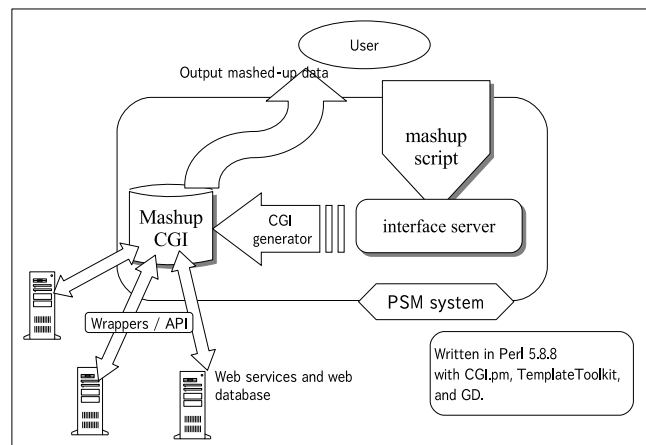 User
Output mashed-up data
mashup
script
Mashup
CGI
CGI
generator
interface server
PSM system
Wrappers / API
Web services and web
database
Written in Perl 5.8.8
with CGI.pm, TemplateToolkit,
and GD.